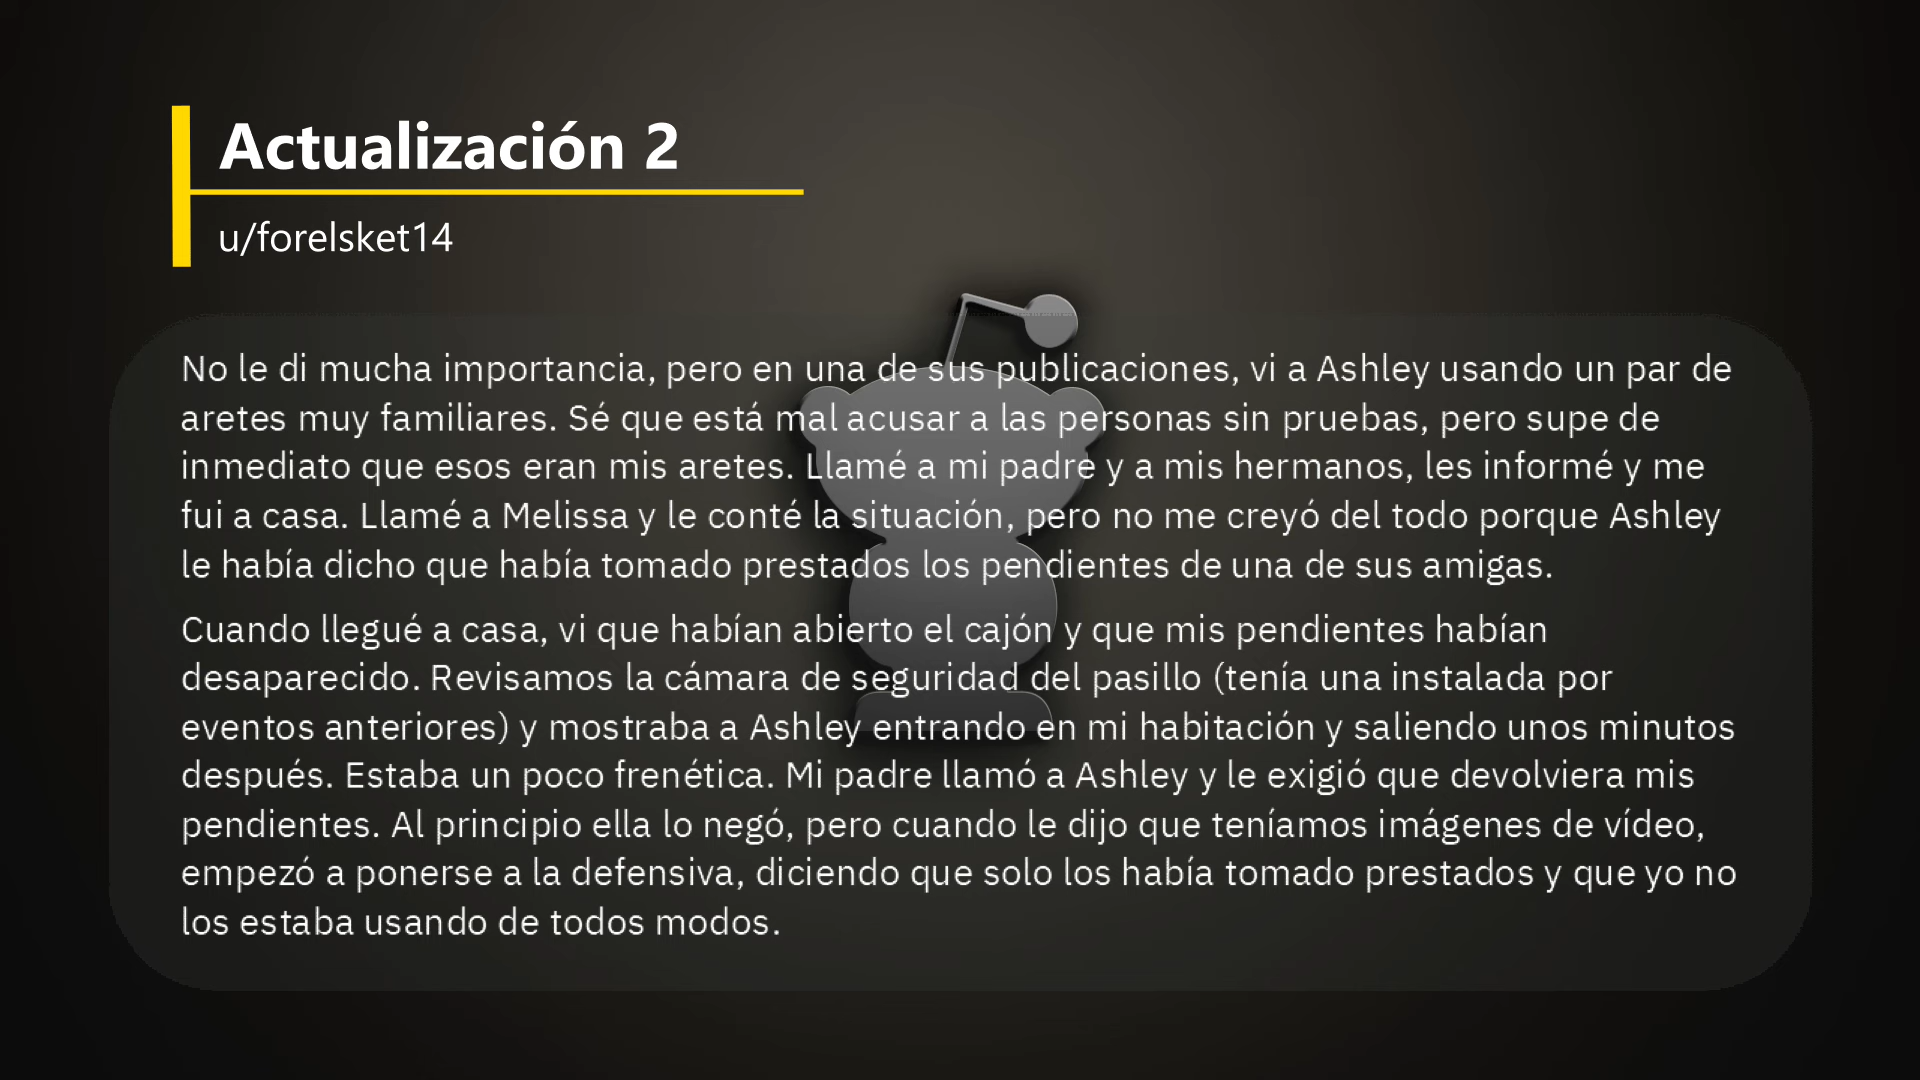 Actualización 2
u/forelsket14
No le di mucha importancia, pero en una de sus publicaciones, vi a Ashley usando un par de
aretes muy familiares. Sé que está mal acusar a las personas sin pruebas, pero supe de
inmediato que esos eran mis aretes. Llamé a mi padre y a mis hermanos, les informé y me
fui a casa. Llamé a Melissa y le conté la situación, pero no me creyó del todo porque Ashley
le había dicho que había tomado prestados los pendientes de una de sus amigas.
Cuando llegué a casa, vi que habían abierto el cajón y que mis pendientes habían
desaparecido. Revisamos la cámara de seguridad del pasillo (tenía una instalada por
eventos anteriores) y mostraba a Ashley entrando en mi habitación y saliendo unos minutos
después. Estaba un poco frenética. Mi padre llamó a Ashley y le exigió que devolviera mis
pendientes. Al principio ella lo negó, pero cuando le dijo que teníamos imágenes de vídeo,
empezó a ponerse a la defensiva, diciendo que solo los había tomado prestados y que yo no
los estaba usando de todos modos.